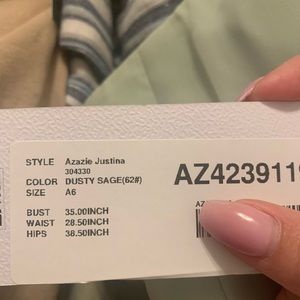 STYLE Azazie Justina
304330
COLOR DUSTY SAGE(62#)
SIZE A6
BUST 35.00INCH
WAIST 28.50INCH
HIPS 38.50INCH
AZ4239119